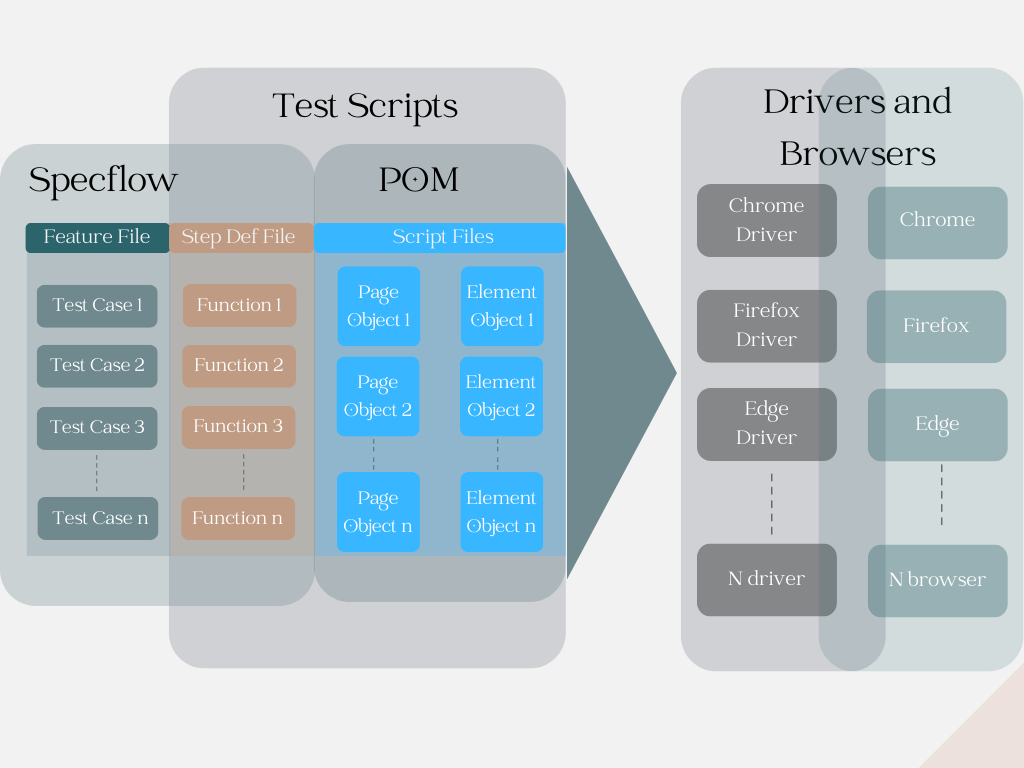 Test Scripts
Specflow
POM
Feature File
Step Def File
Script Files
Test Case 1
Test Case 2
Test Case 3
Test Case n
Function 1
Function 2
Function 3
Function n
Page
Object 1
Element
Object 1
Page
Object 2
Element
Object 2
Page
Object n
Element
Object n
Drivers and
Browsers
Chrome
Driver
Chrome
Firefox
Driver
Firefox
Edge
Driver
Edge
N driver
N browser